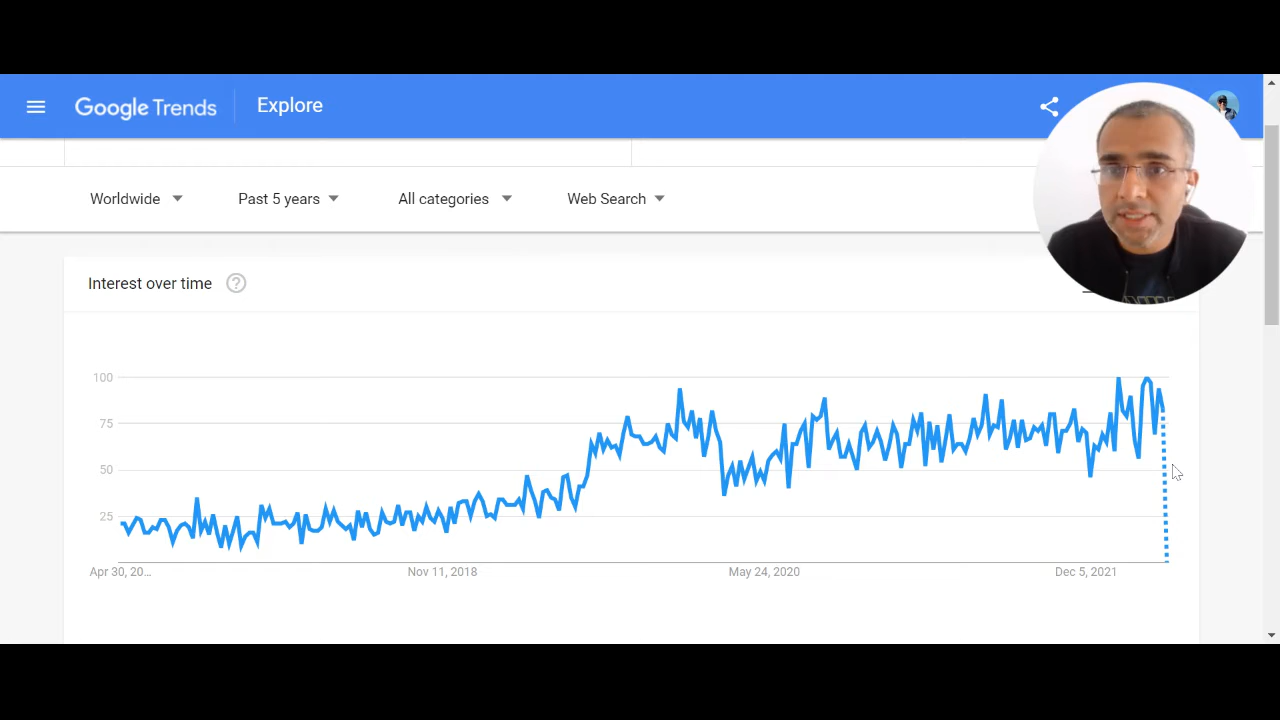 Google Trends
Explore
Worldwide
Past 5 years
All categories
Web Search
Interest over time
?
100
75
50
25
Apr 30, 20...
Nov 11, 2018
May 24, 2020
Dec 5, 2021